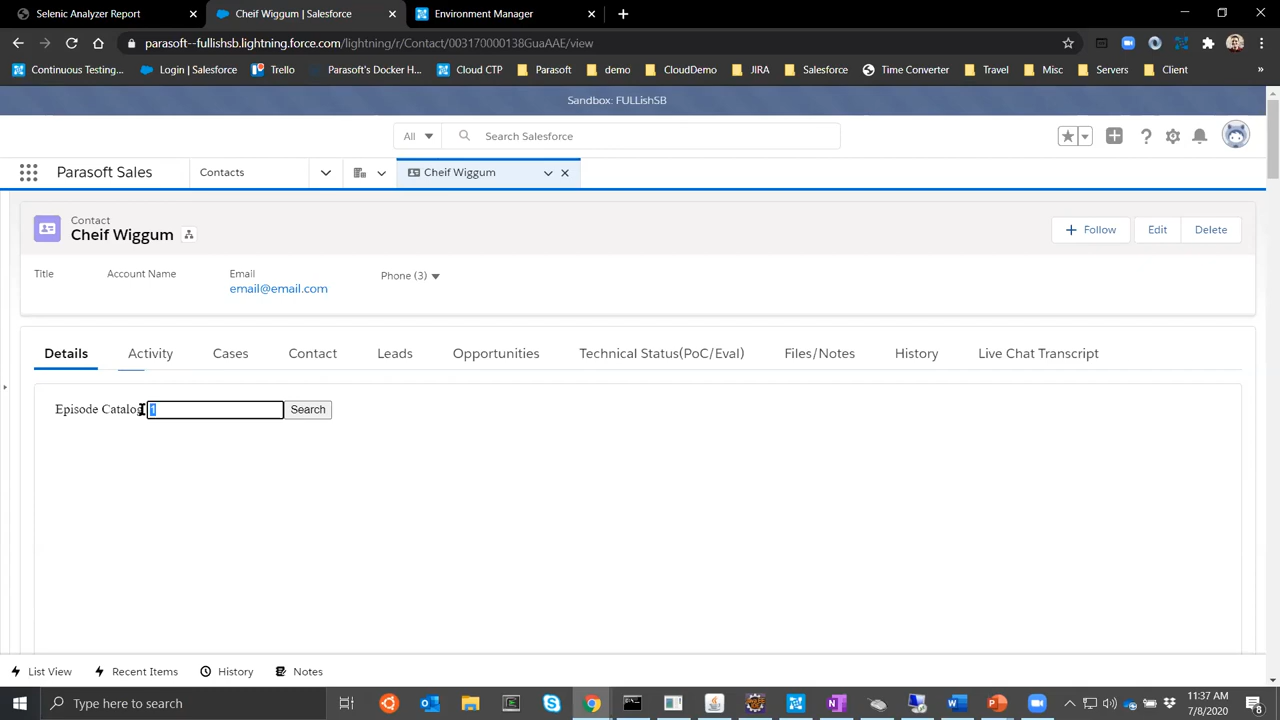 Selenic Analyzer Report
Cheif Wiggum | Salesforce
Environment Manager
parasoft--fullishsb.lightning.force.com/lightning/r/Contact/003170000138GuaAAE/view
Continuous Testing... Login | Salesforce Trello Parasoft's Docker H... Cloud CTP Parasoft demo CloudDemo JIRA Salesforce Time Converter Travel Misc Servers Client »
Sandbox: FULLishSB
All Search Salesforce
Parasoft Sales Contacts Cheif Wiggum
Contact
Cheif Wiggum
Follow Edit Delete
Title Account Name Email Phone (3)
email@email.com
Details Activity Cases Contact Leads Opportunities Technical Status(PoC/Eval) Files/Notes History Live Chat Transcript
Episode Catalog 1 Search
List View Recent Items History Notes
Type here to search
11:37 AM
7/8/2020
8